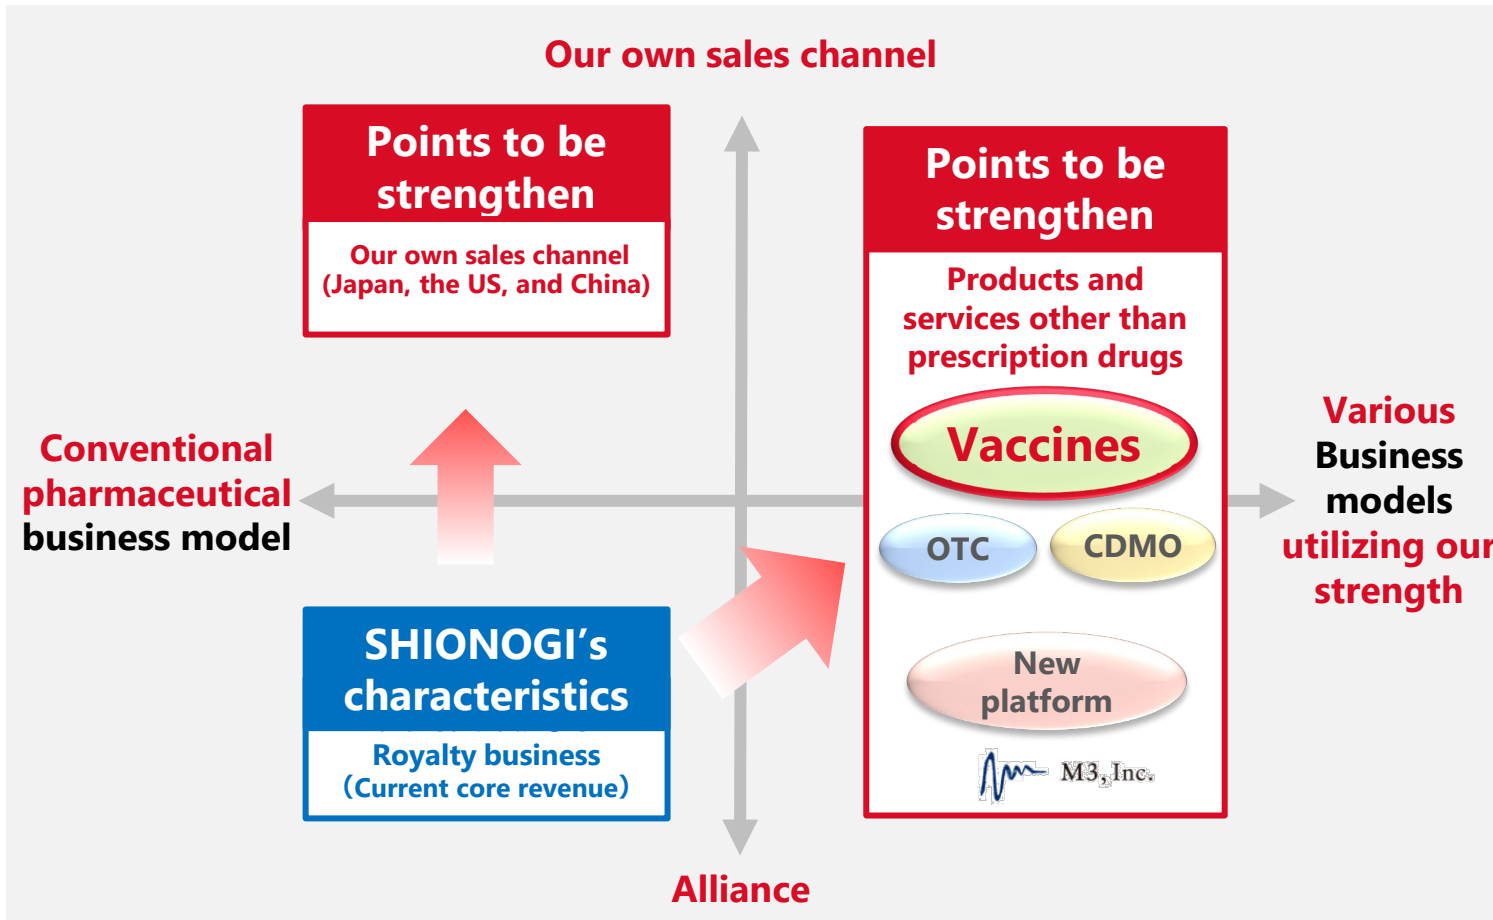 Our own sales channel
Points to be
strengthen
Our own sales channel
(Japan, the US, and China)
Points to be
strengthen
Products and
services other than
prescription drugs
Vaccines
OTC
CDMO
New
platform
M3, Inc.
Conventional
pharmaceutical
business model
Various
Business
models
utilizing our
strength
SHIONOGI’s
characteristics
Royalty business
（Current core revenue）
Alliance